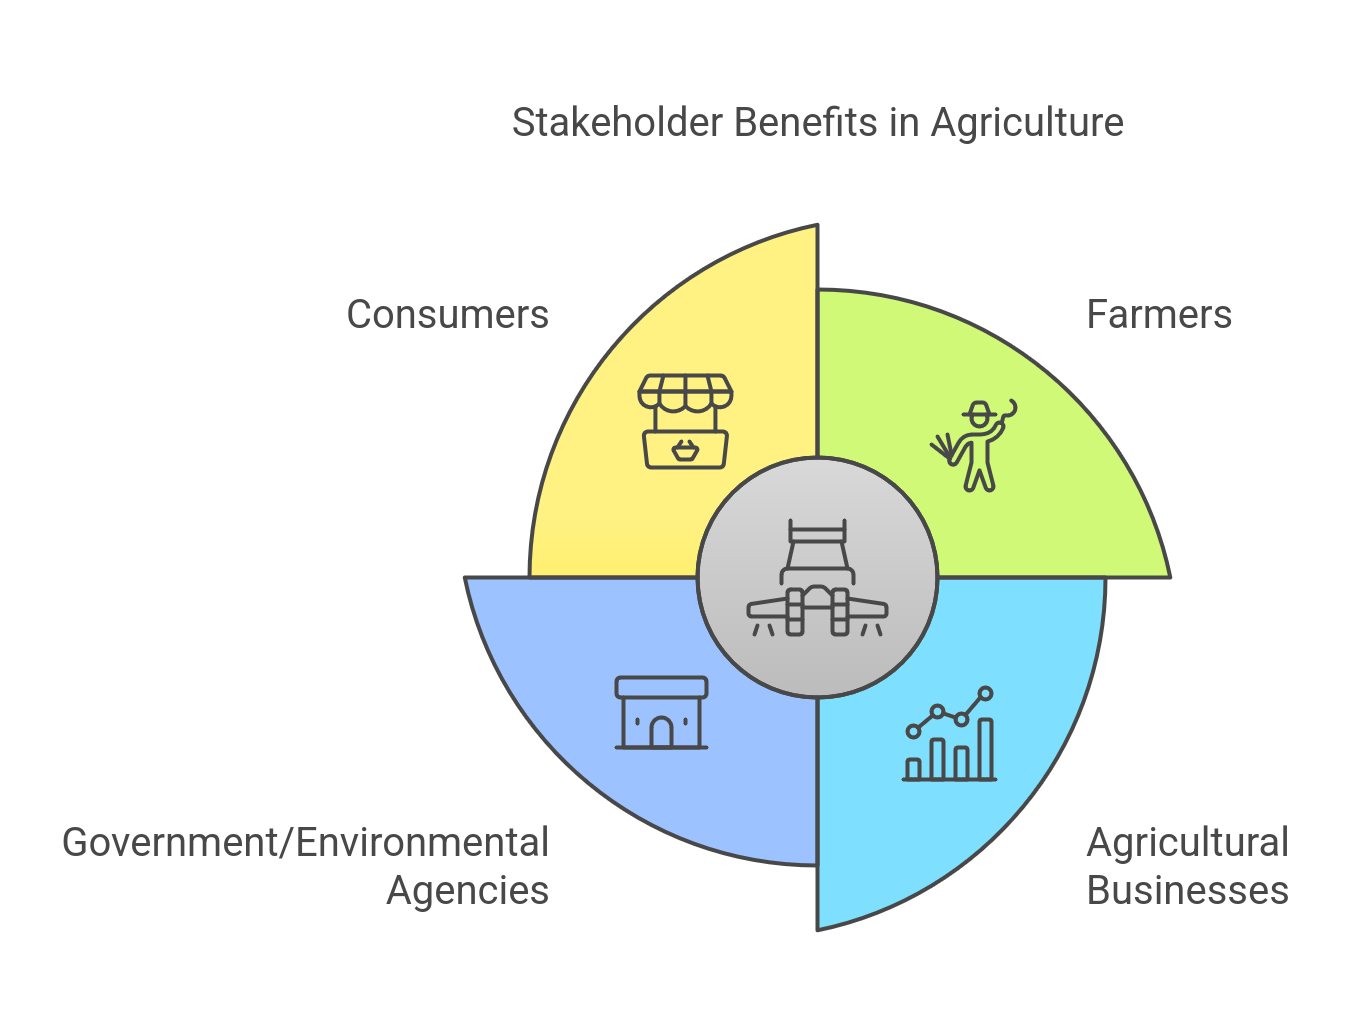 Stakeholder Benefits in Agriculture
Consumers
Farmers
Government/Environmental
Agencies
Agricultural
Businesses